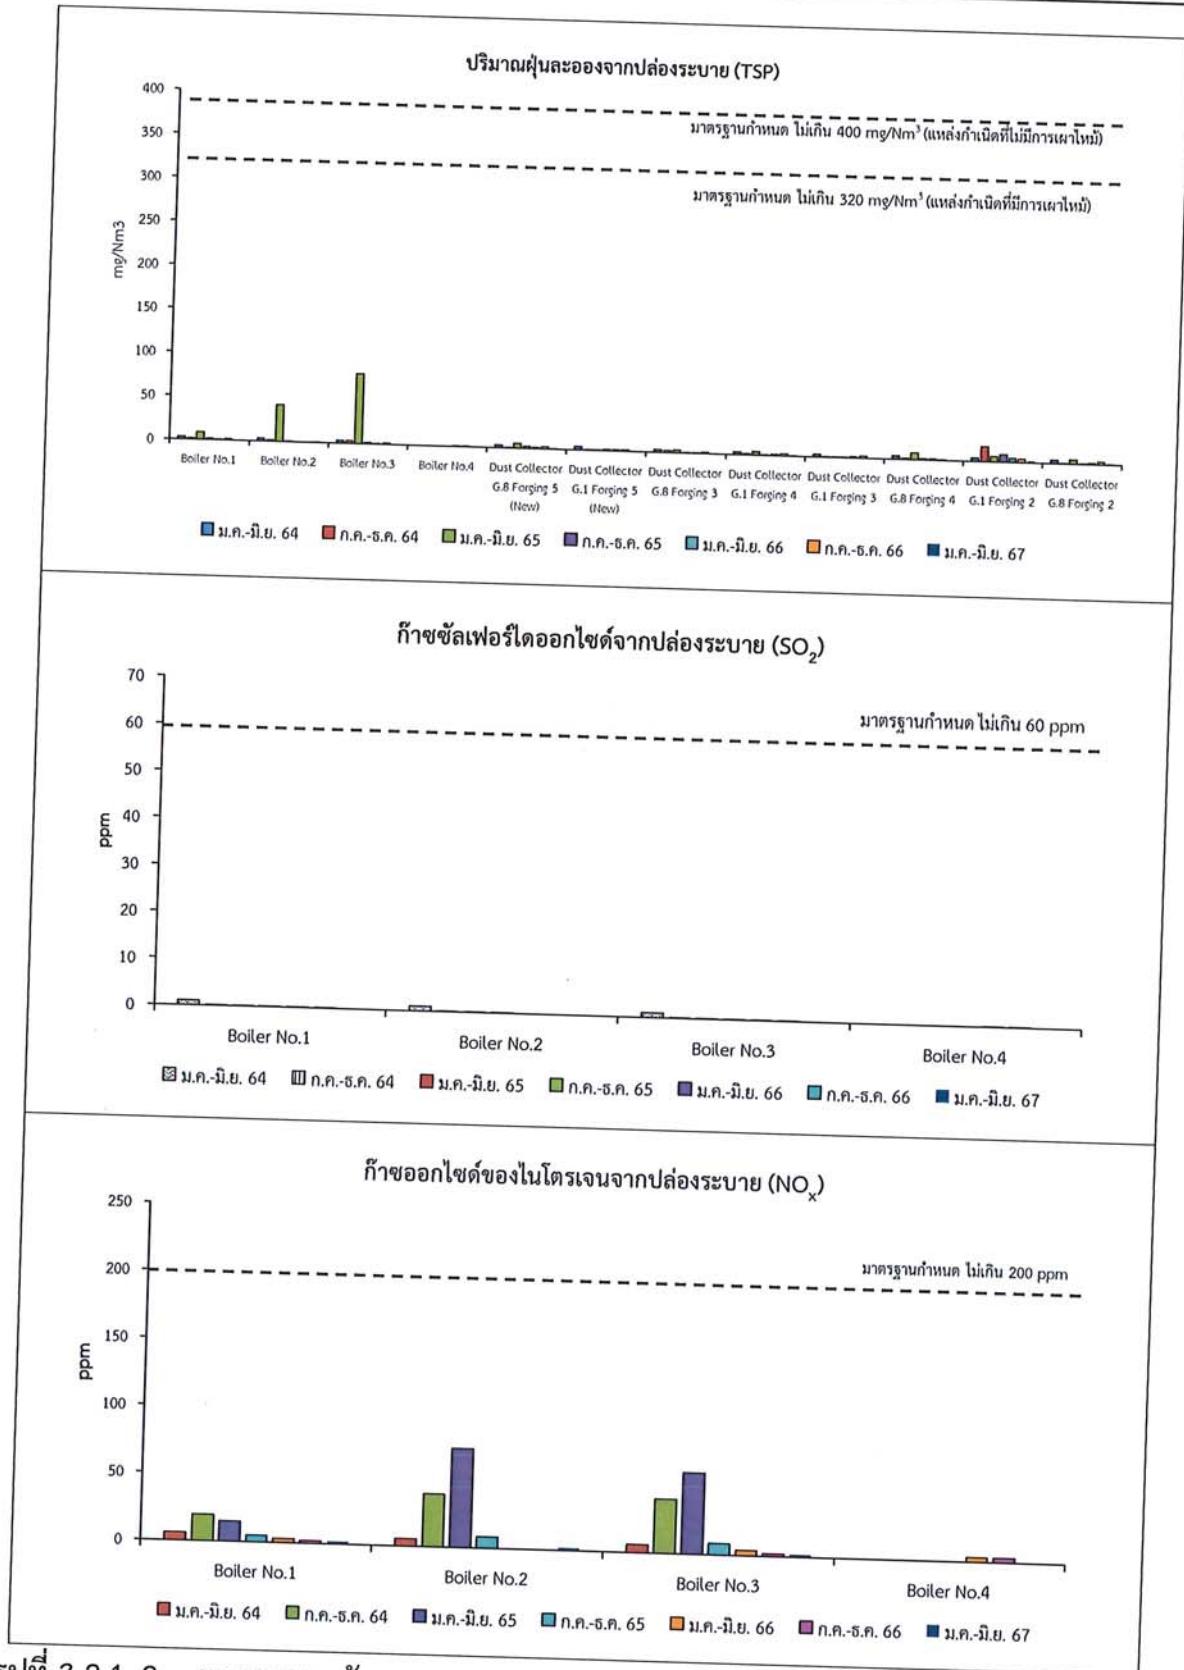 ปริมาณฝุ่นละอองจากปล่องระบาย (TSP)
400
350
300
250
200
150
100
50
0
mg/Nm3
มาตรฐานกำหนด ไม่เกิน 400 mg/Nm³ (แหล่งกำเนิดที่ไม่มีการเผาไหม้)
มาตรฐานกำหนด ไม่เกิน 320 mg/Nm³ (แหล่งกำเนิดที่มีการเผาไหม้)
Boiler No.1 Boiler No.2 Boiler No.3 Boiler No.4 Dust Collector Dust Collector Dust Collector Dust Collector Dust Collector Dust Collector Dust Collector Dust Collector
G.8 Forging 5 G.1 Forging 5 G.8 Forging 3 G.1 Forging 4 G.1 Forging 3 G.8 Forging 4 G.1 Forging 2 G.8 Forging 2
(New) (New)
ม.ค.-มิ.ย. 64 ก.ค.-ธ.ค. 64 ม.ค.-มิ.ย. 65 ก.ค.-ธ.ค. 65 ม.ค.-มิ.ย. 66 ก.ค.-ธ.ค. 66 ม.ค.-มิ.ย. 67
ก๊าซซัลเฟอร์ไดออกไซด์จากปล่องระบาย (SO₂)
70
60
50
40
30
20
10
0
ppm
มาตรฐานกำหนด ไม่เกิน 60 ppm
Boiler No.1 Boiler No.2 Boiler No.3 Boiler No.4
ม.ค.-มิ.ย. 64 ก.ค.-ธ.ค. 64 ม.ค.-มิ.ย. 65 ก.ค.-ธ.ค. 65 ม.ค.-มิ.ย. 66 ก.ค.-ธ.ค. 66 ม.ค.-มิ.ย. 67
ก๊าซออกไซด์ของไนโตรเจนจากปล่องระบาย (NOₓ)
250
200
150
100
50
0
ppm
มาตรฐานกำหนด ไม่เกิน 200 ppm
Boiler No.1 Boiler No.2 Boiler No.3 Boiler No.4
ม.ค.-มิ.ย. 64 ก.ค.-ธ.ค. 64 ม.ค.-มิ.ย. 65 ก.ค.-ธ.ค. 65 ม.ค.-มิ.ย. 66 ก.ค.-ธ.ค. 66 ม.ค.-มิ.ย. 67